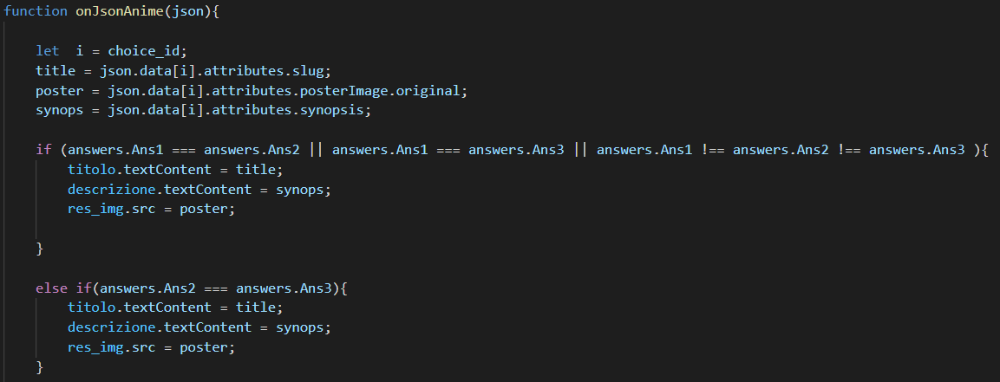 function onJsonAnime(json){
let  i = choice_id;
title = json.data[i].attributes.slug;
poster = json.data[i].attributes.posterImage.original;
synops = json.data[i].attributes.synopsis;
if (answers.Ans1 === answers.Ans2 || answers.Ans1 === answers.Ans3 || answers.Ans1 !== answers.Ans2 !== answers.Ans3 ){
titolo.textContent = title;
descrizione.textContent = synops;
res_img.src = poster;
}
else if(answers.Ans2 === answers.Ans3){
titolo.textContent = title;
descrizione.textContent = synops;
res_img.src = poster;
}